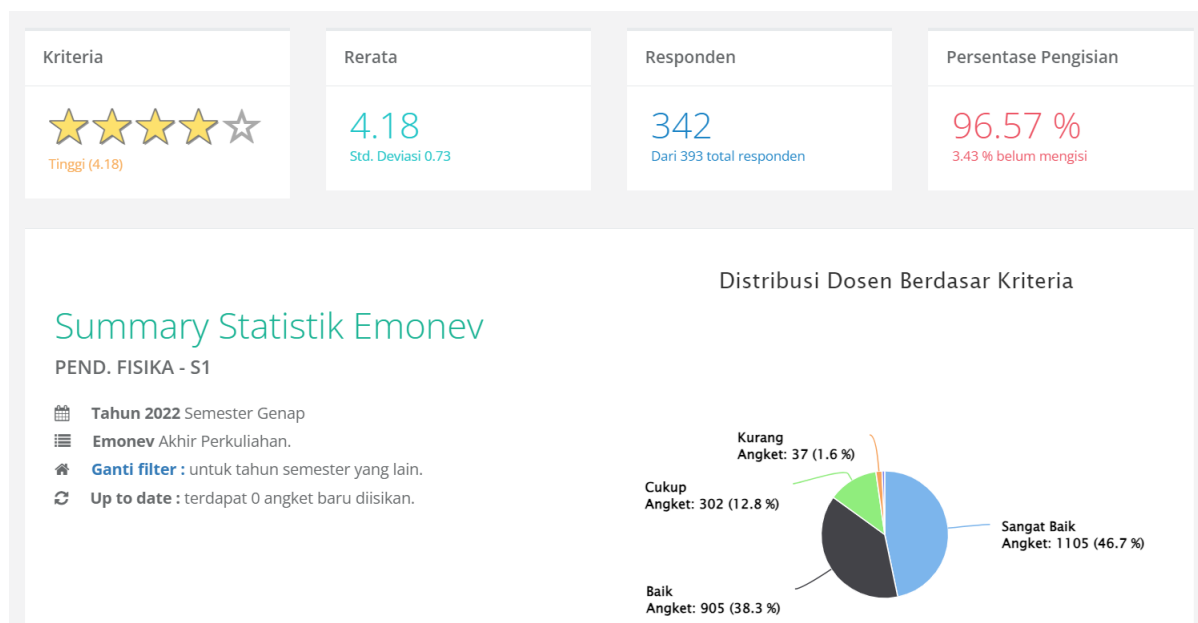 Kriteria
Tinggi (4.18)
Rerata
4.18
Std. Deviasi 0.73
Responden
342
Dari 393 total responden
Persentase Pengisian
96.57 %
3.43 % belum mengisi
Summary Statistik Emonev
PEND. FISIKA - S1
Tahun 2022 Semester Genap
Emonev Akhir Perkuliahan.
Ganti filter : untuk tahun semester yang lain.
Up to date : terdapat 0 angket baru diisikan.
Distribusi Dosen Berdasar Kriteria
Kurang
Angket: 37 (1.6 %)
Cukup
Angket: 302 (12.8 %)
Sangat Baik
Angket: 1105 (46.7 %)
Baik
Angket: 905 (38.3 %)